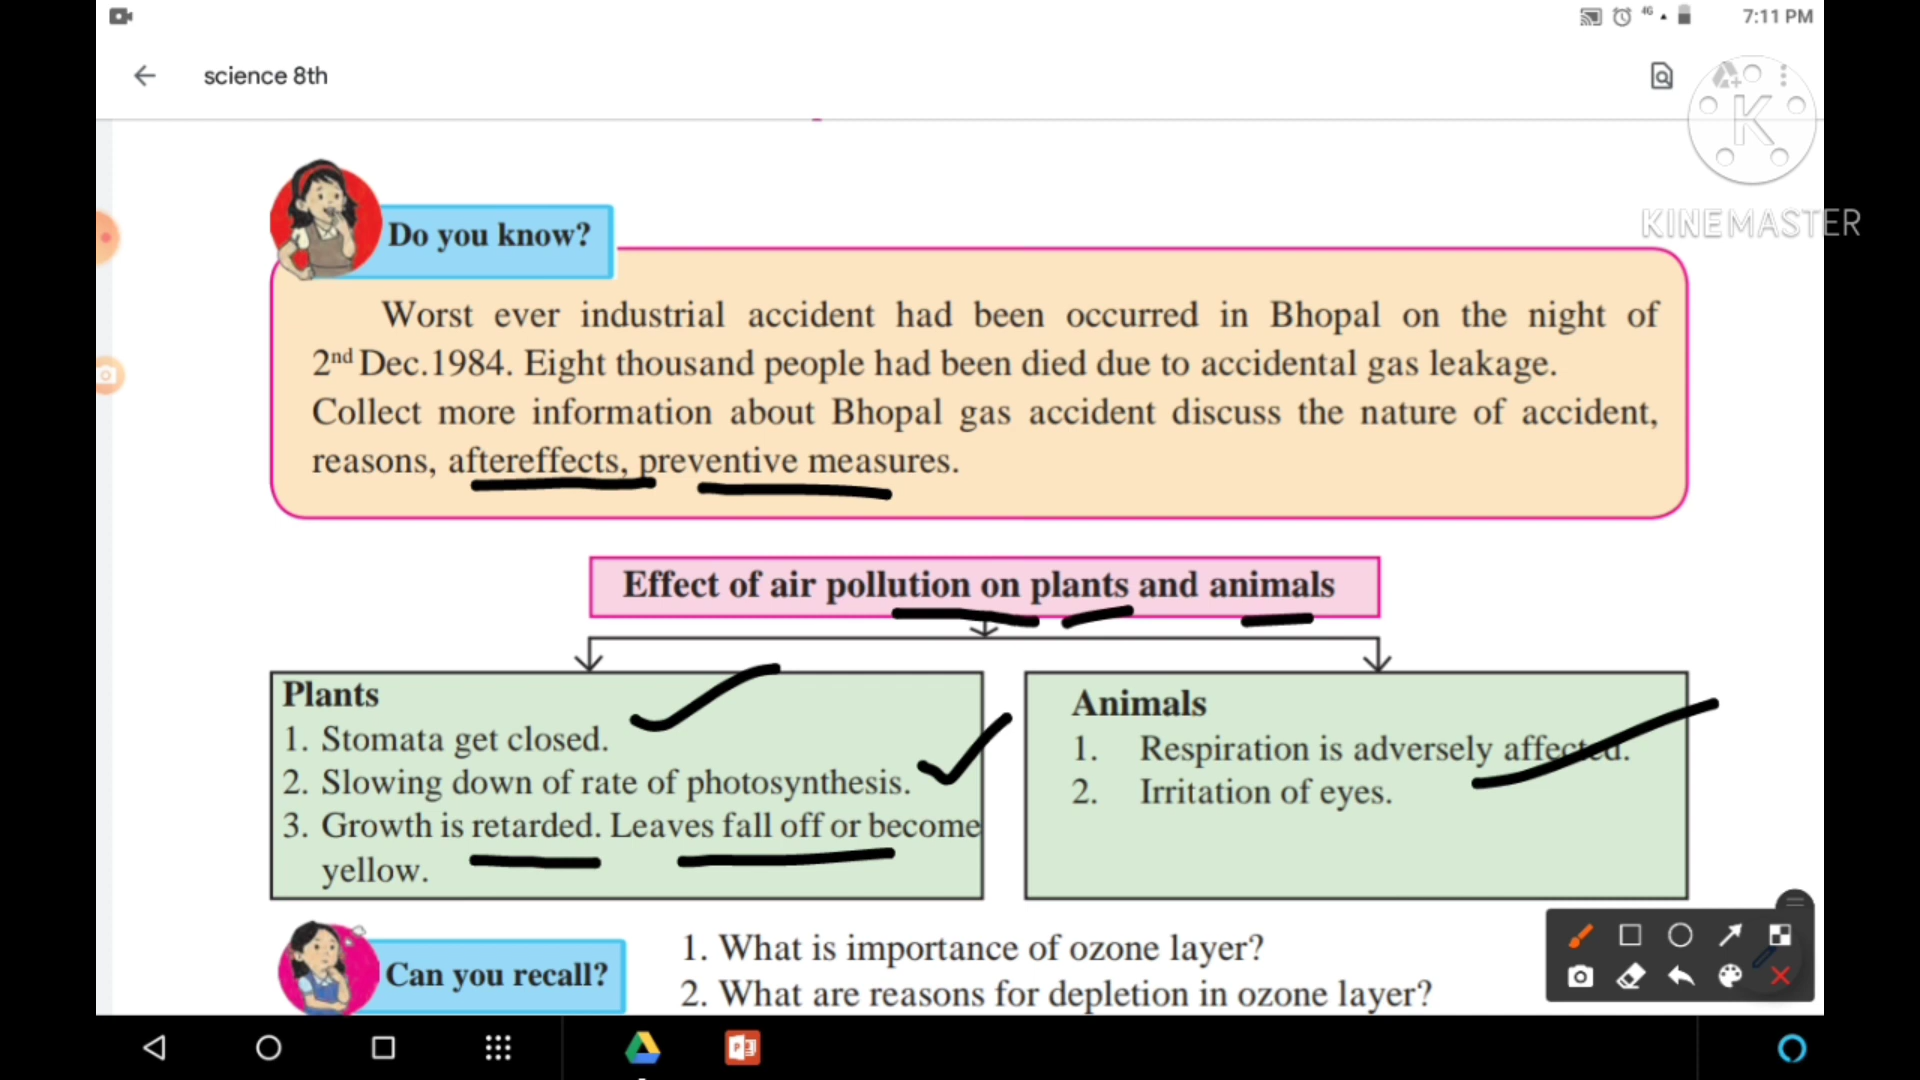 4G 7:11 PM
science 8th
KINEMASTER
Do you know?
Worst ever industrial accident had been occurred in Bhopal on the night of
2nd Dec.1984. Eight thousand people had been died due to accidental gas leakage.
Collect more information about Bhopal gas accident discuss the nature of accident,
reasons, aftereffects, preventive measures.
Effect of air pollution on plants and animals
Plants
1. Stomata get closed.
2. Slowing down of rate of photosynthesis.
3. Growth is retarded. Leaves fall off or become
yellow.
Animals
1. Respiration is adversely affected.
2. Irritation of eyes.
Can you recall?
1. What is importance of ozone layer?
2. What are reasons for depletion in ozone layer?